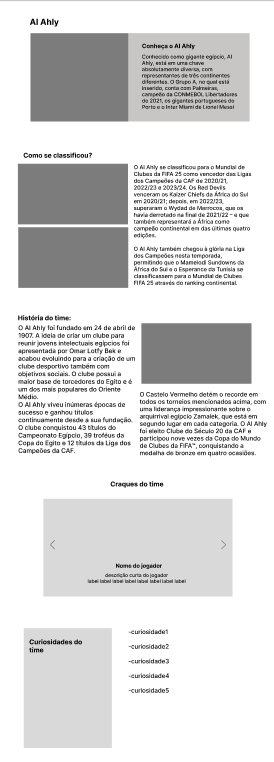 Al Ahly
Conheça o Al Ahly
Conhecido como gigante egípcio, Al
Ahly, está em uma chave
absolutamente diversa, com
representantes de três continentes
diferentes. O Grupo A, no qual está
inserido, conta com Palmeiras,
campeão da CONMEBOL Libertadores
de 2021, os gigantes portugueses do
Porto e o Inter Miami de Lionel Messi
Como se classificou?
O Al Ahly se classificou para o Mundial de
Clubes da FIFA 25 como vencedor das Ligas
dos Campeões da CAF de 2020/21,
2022/23 e 2023/24. Os Red Devils
venceram os Kaizer Chiefs da África do Sul
em 2020/21; depois, em 2022/23,
superaram o Wydad de Marrocos, que os
havia derrotado na final de 2021/22 – e que
também representará a África como
campeão continental em das últimas quatro
edições.
O Al Ahly também chegou à glória na Liga
dos Campeões nesta temporada,
permitindo que o Mamelodi Sundowns da
África do Sul e o Esperance da Tunísia se
classificassem para o Mundial de Clubes
FIFA 25 através do ranking continental.
História do time:
O Al Ahly foi fundado em 24 de abril de
1907. A ideia de criar um clube para
reunir jovens intelectuais egípcios foi
apresentada por Omar Lotfy Bek e
acabou evoluindo para a criação de um
clube desportivo também com
objetivos sociais. O clube possui a
maior base de torcedores do Egito e é
um dos mais populares do Oriente
Médio.
O Al Ahly viveu inúmeras épocas de
sucesso e ganhou títulos
continuamente desde a sua fundação.
O clube conquistou 43 títulos do
Campeonato Egípcio, 39 troféus da
Copa do Egito e 12 títulos da Liga dos
Campeões da CAF.
O Castelo Vermelho detém o recorde em
todos os torneios mencionados acima, com
uma liderança impressionante sobre o
arquirrival egípcio Zamalek, que está em
segundo lugar em cada categoria. O Al Ahly
foi eleito Clube do Século 20 da CAF e
participou nove vezes da Copa do Mundo
de Clubes da FIFA™, conquistando a
medalha de bronze em quatro ocasiões.
Craques do time
Nome do jogador
descrição curta do jogador
label label label label label label label label
Curiosidades do
time
-curiosidade1
-curiosidade2
-curiosidade3
-curiosidade4
-curiosidade5